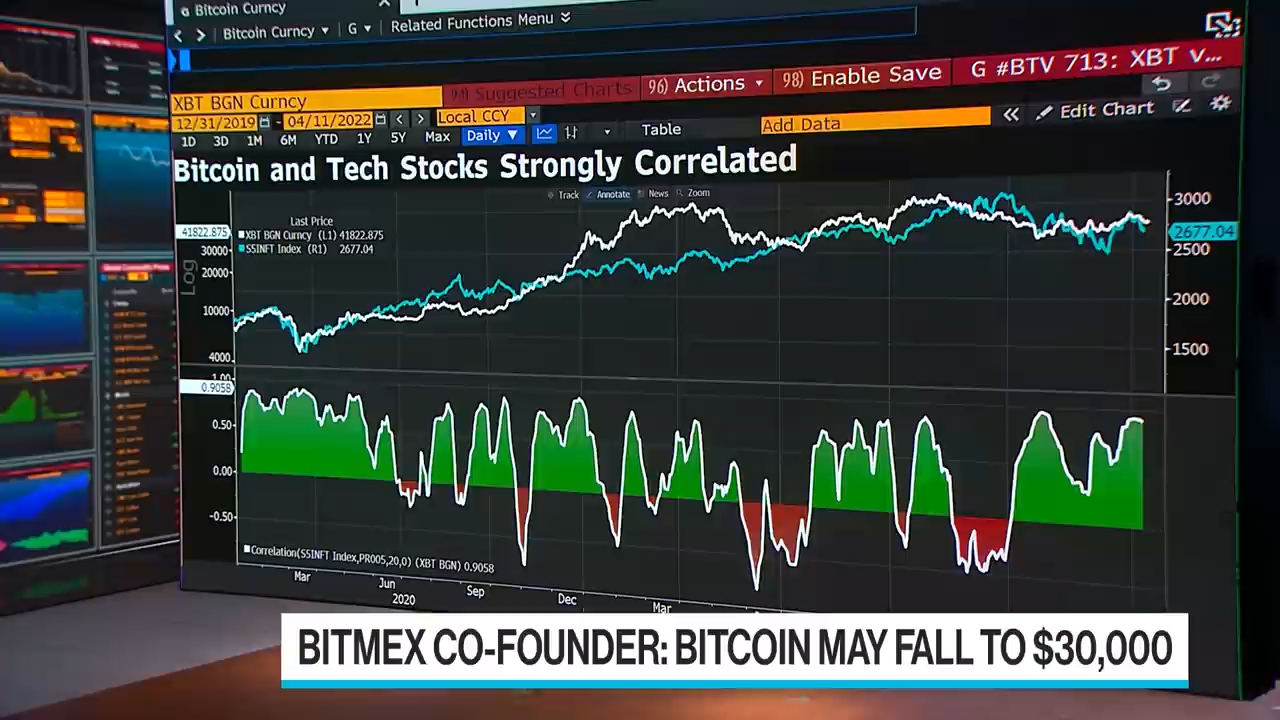 Bitcoin Curncy
Bitcoin Curncy ▾ G ▾ Related Functions Menu
XBT BGN Curncy 94) Suggested Charts 96) Actions 98) Enable Save G #BTV 713: XBT v...
12/31/2019 - 04/11/2022 Local CCY Edit Chart
1D 3D 1M 6M YTD 1Y 5Y Max Daily ▼ Table Add Data
Bitcoin and Tech Stocks Strongly Correlated
Track Annotate News Zoom
Last Price
XBT BGN Curncy (L1) 41822.875
S5INFT Index (R1) 2677.04
41822.875
30000
20000
10000
4000
Log
3000
2677.04
2500
2000
1500
1.00
0.9058
0.50
0.00
-0.50
Correlation(S5INFT Index,PR005,20,0) (XBT BGN) 0.9058
Mar Jun Sep Dec Mar
2020
BITMEX CO-FOUNDER: BITCOIN MAY FALL TO $30,000